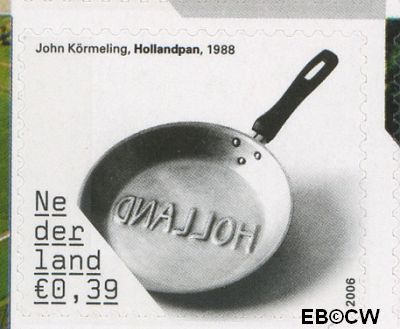 John Körmeling, Hollandpan, 1988
HOLLAND
Ne
der
land
€0,39
2006
EB©CW